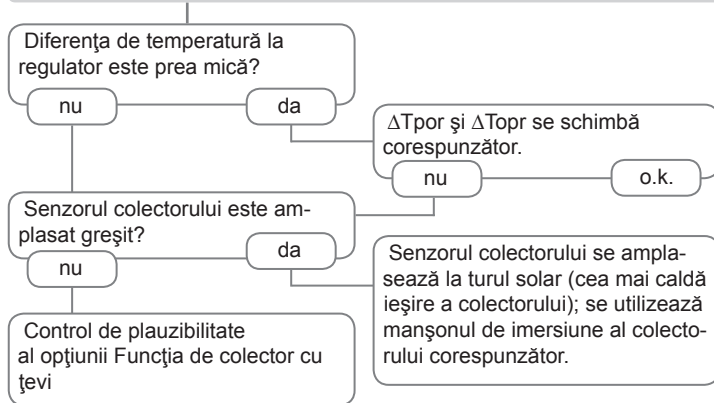 Diferenţa de temperatură la
regulator este prea mică?
nu
da
∆Tpor şi ∆Topr se schimbă
corespunzător.
nu
o.k.
Senzorul colectorului este am-
plasat greşit?
nu
da
Senzorul colectorului se ampla-
sează la turul solar (cea mai caldă
ieşire a colectorului); se utilizează
manşonul de imersiune al colecto-
rului corespunzător.
Control de plauzibilitate
al opţiunii Funcţia de colector cu
ţevi